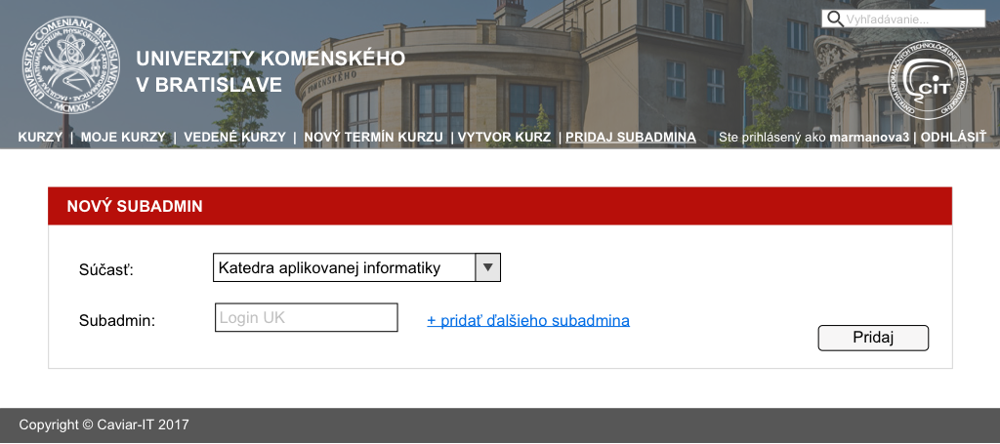 Vyhľadávanie...
UNIVERZITY KOMENSKÉHO
V BRATISLAVE
KOMENSKÉHO
CIT
KURZY | MOJE KURZY | VEDENÉ KURZY | NOVÝ TERMÍN KURZU | VYTVOR KURZ | PRIDAJ SUBADMINA | Ste prihlásený ako marmanova3 | ODHLÁSIŤ
NOVÝ SUBADMIN
Súčasť: Katedra aplikovanej informatiky
Subadmin: Login UK + pridať ďalšieho subadmina
Pridaj
Copyright © Caviar-IT 2017